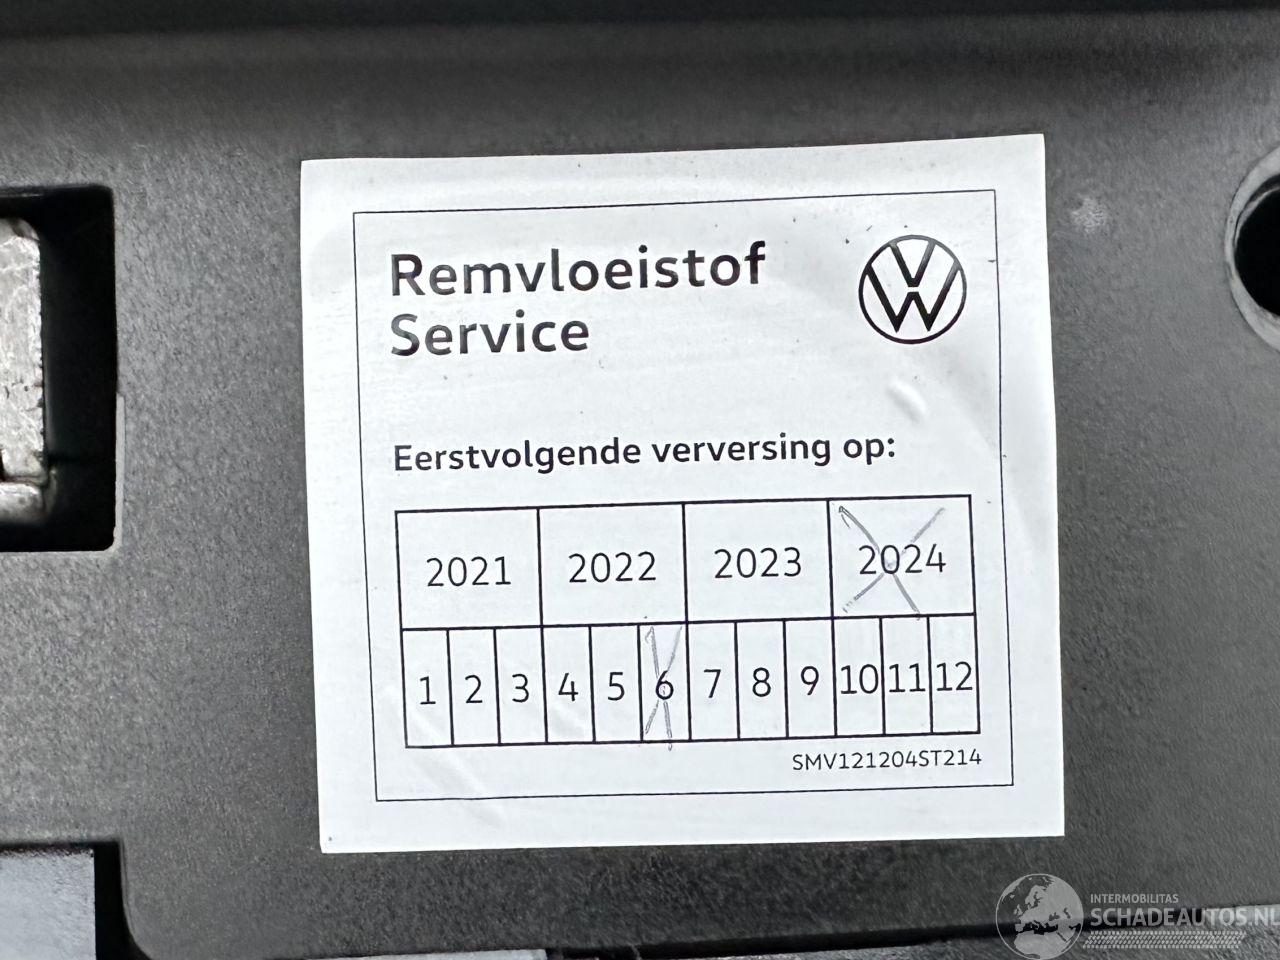 Remvloeistof
Service
Eerstvolgende verversing op:
2021 2022 2023 2024
1 2 3 4 5 6 7 8 9 10 11 12
SMV121204ST214
INTERMOBILITAS
SCHADEAUTOS.NL